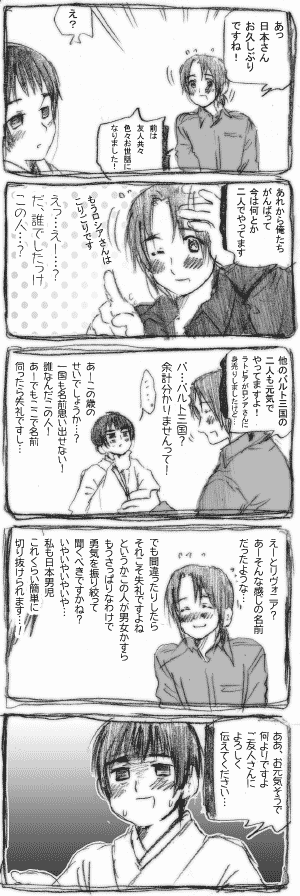 あっ
日本さん
お久しぶり
ですね!
え?
前は
友人共々
色々お世話に
なりました!
あれから俺たち
がんばって
今は何とか
二人でやってます
もうロシアさんは
こりごりです
えっ…えー…?
だ、誰でしたっけ
この人…?
他のバルト三国の
二人も元気で
やってますよ!
ラトビアがロシアさんに
身売りしましたけど…
バ…バルト三国?
余計分かりませんって!
あーこの歳の
せいでしょうか…?
一国も名前思い出せない!
誰なんだこの人!
あーでもここで名前
伺ったら失礼ですし…
えーとリヴォニア?
あーそんな感じの名前
だったような…
でも間違ったりしたら
それこそ失礼ですよね
というかこの人が男女かすら
もうさっぱりなわけで
勇気を振り絞って
聞くべきですかね?
いやいやいや…
私も日本男児
これくらい簡単に
切り抜けられます…!
ああ、お元気そうで
何よりですよ
ご友人さんに
よろしく
伝えてください…